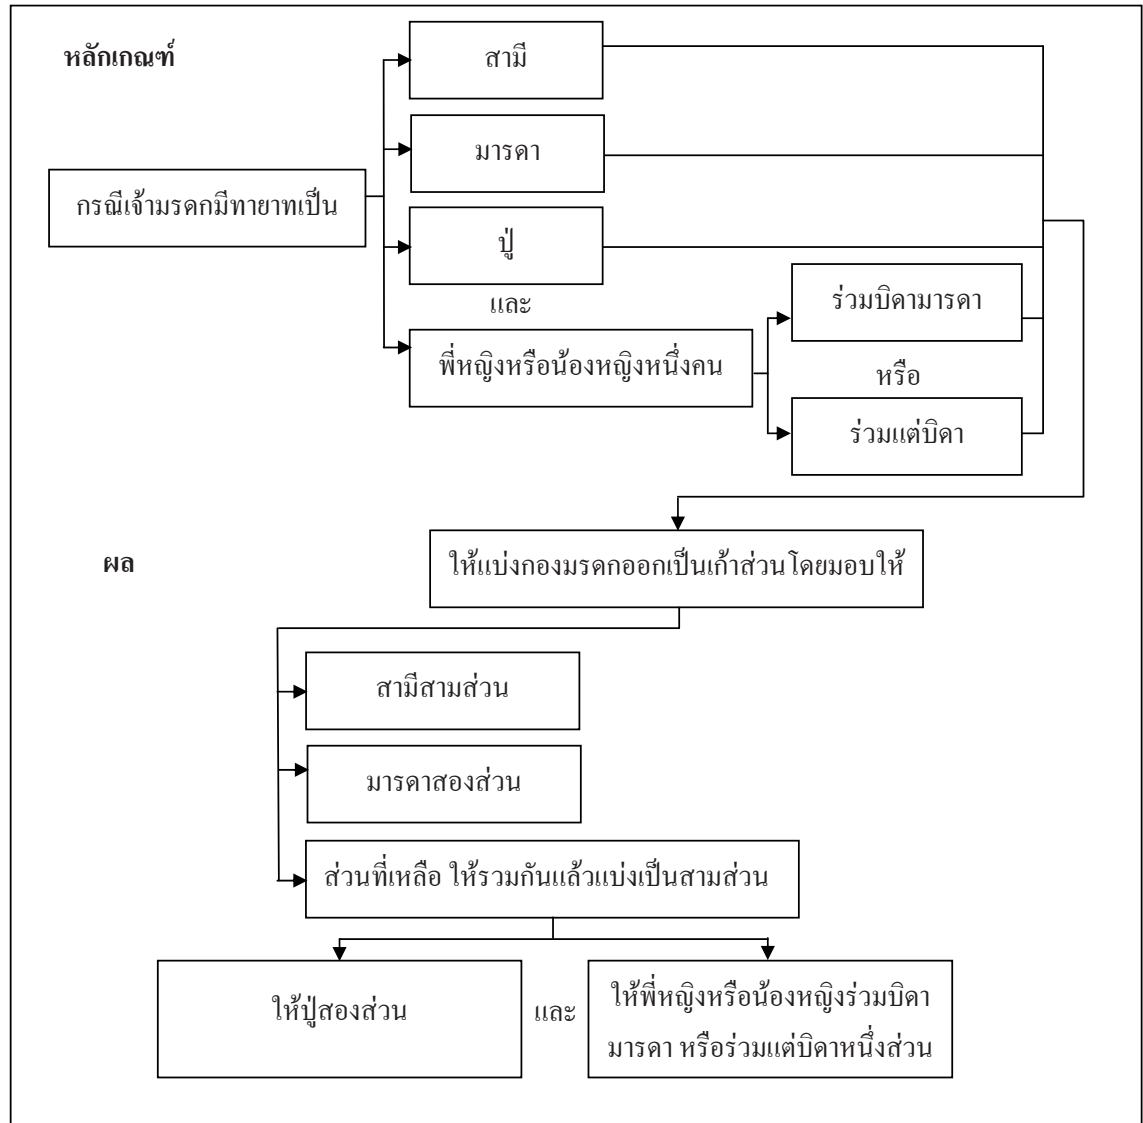 หลักเกณฑ์
สามี
มารดา
กรณีเจ้ามรดกมีทายาทเป็น
ปู่
และ
พี่หญิงหรือน้องหญิงหนึ่งคน
ร่วมบิดามารดา
หรือ
ร่วมแต่บิดา
ผล
ให้แบ่งกองมรดกออกเป็นเก้าส่วน โดยมอบให้
สามีสามส่วน
มารดาสองส่วน
ส่วนที่เหลือ ให้รวมกันแล้วแบ่งเป็นสามส่วน
ให้ปู่สองส่วน
และ
ให้พี่หญิงหรือน้องหญิงร่วมบิดา
มารดา หรือร่วมแต่บิดาหนึ่งส่วน